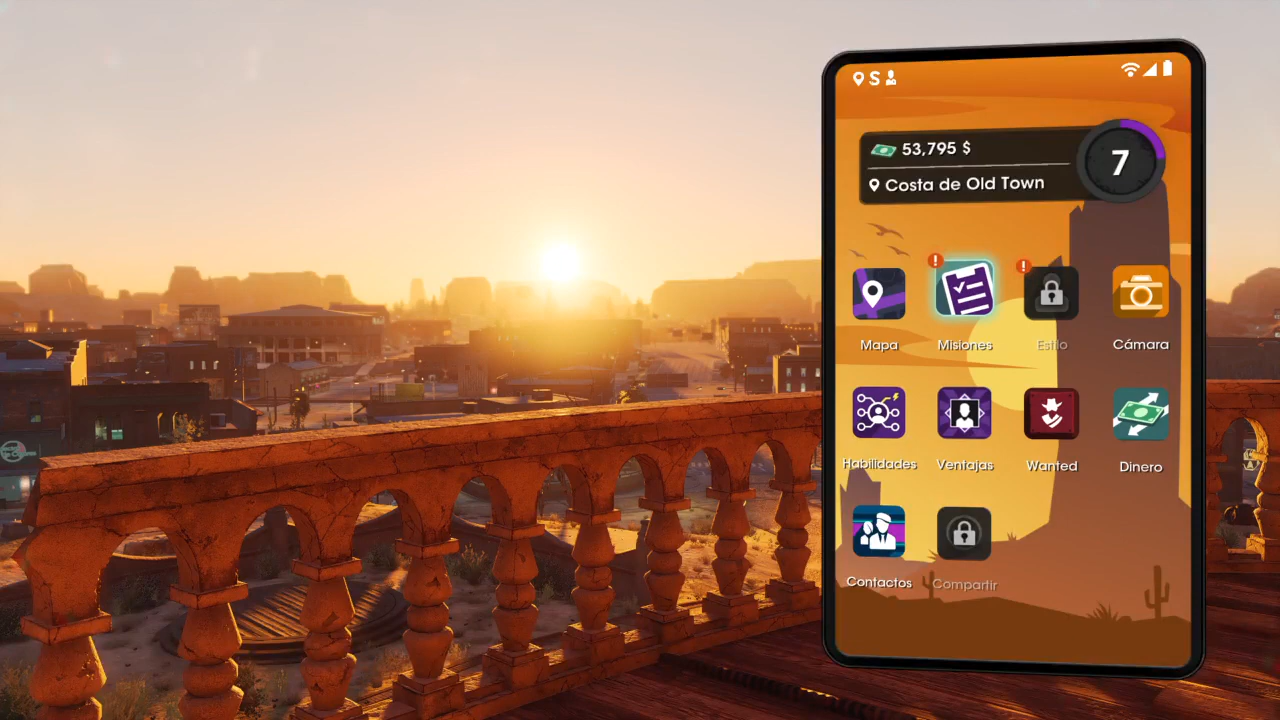 S
53,795 $
7
Costa de Old Town
Mapa
Misiones
Estilo
Cámara
Habilidades
Ventajas
Wanted
Dinero
Contactos
Compartir